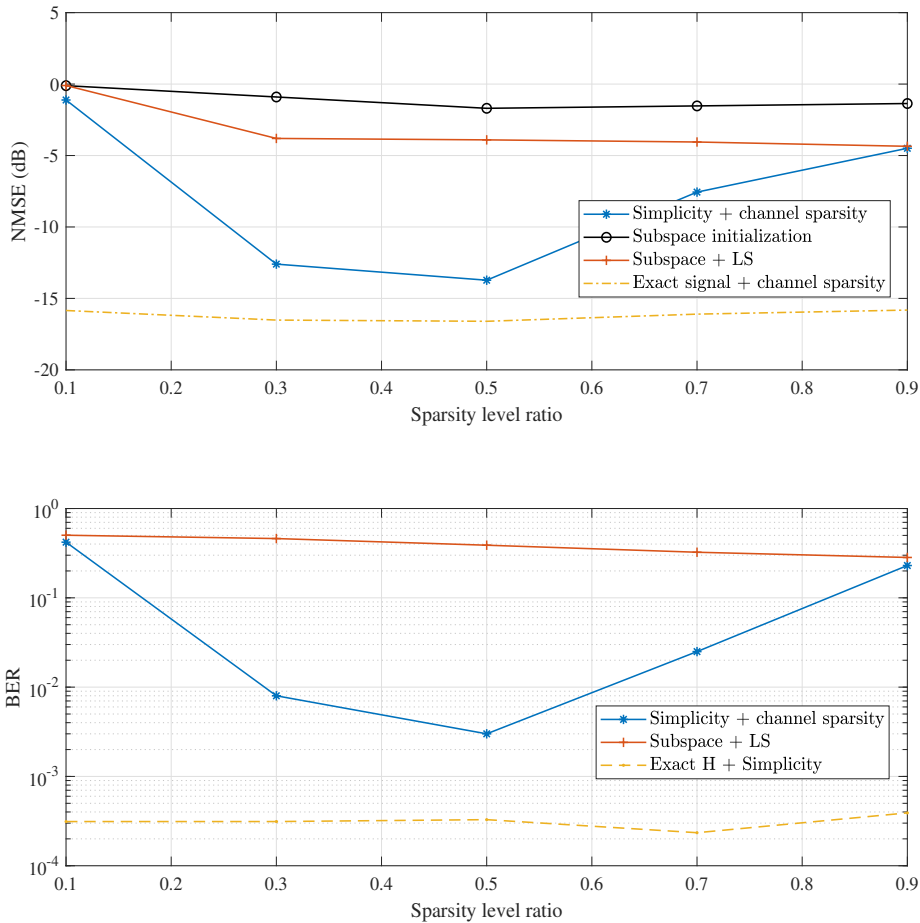 5
0
-5
-10
-15
-20
NMSE (dB)
Simplicity + channel sparsity
Subspace initialization
Subspace + LS
Exact signal + channel sparsity
0.1 0.2 0.3 0.4 0.5 0.6 0.7 0.8 0.9
Sparsity level ratio
10^0
10^-1
10^-2
10^-3
10^-4
BER
Simplicity + channel sparsity
Subspace + LS
Exact H + Simplicity
0.1 0.2 0.3 0.4 0.5 0.6 0.7 0.8 0.9
Sparsity level ratio